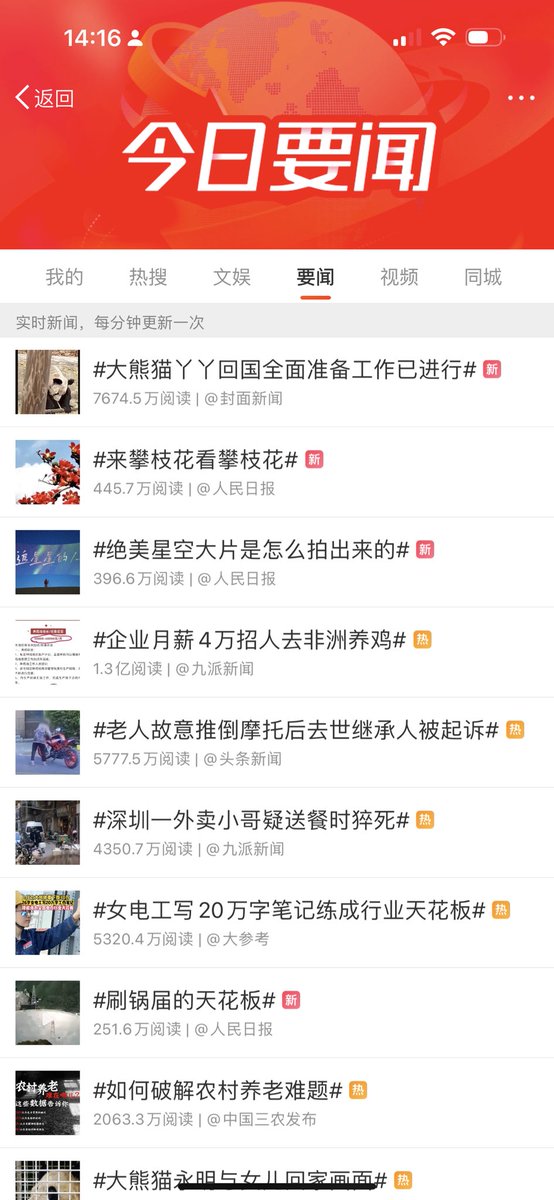 14:16
返回
今日要闻
我的 热搜 文娱 要闻 视频 同城
实时新闻，每分钟更新一次
#大熊猫丫丫回国全面准备工作已进行# 新
7674.5万阅读 | @封面新闻
#来攀枝花看攀枝花# 新
445.7万阅读 | @人民日报
#绝美星空大片是怎么拍出来的# 新
396.6万阅读 | @人民日报
#企业月薪4万招人去非洲养鸡# 热
1.3亿阅读 | @九派新闻
#老人故意推倒摩托后去世继承人被起诉# 热
5777.5万阅读 | @头条新闻
#深圳一外卖小哥疑送餐时猝死# 热
4350.7万阅读 | @九派新闻
#女电工写20万字笔记练成行业天花板# 热
5320.4万阅读 | @大参考
#刷锅届的天花板# 新
251.6万阅读 | @人民日报
农村养老
这些数据告诉你
#如何破解农村养老难题# 热
2063.3万阅读 | @中国三农发布
#大熊猫永明与女儿回家画面# 热